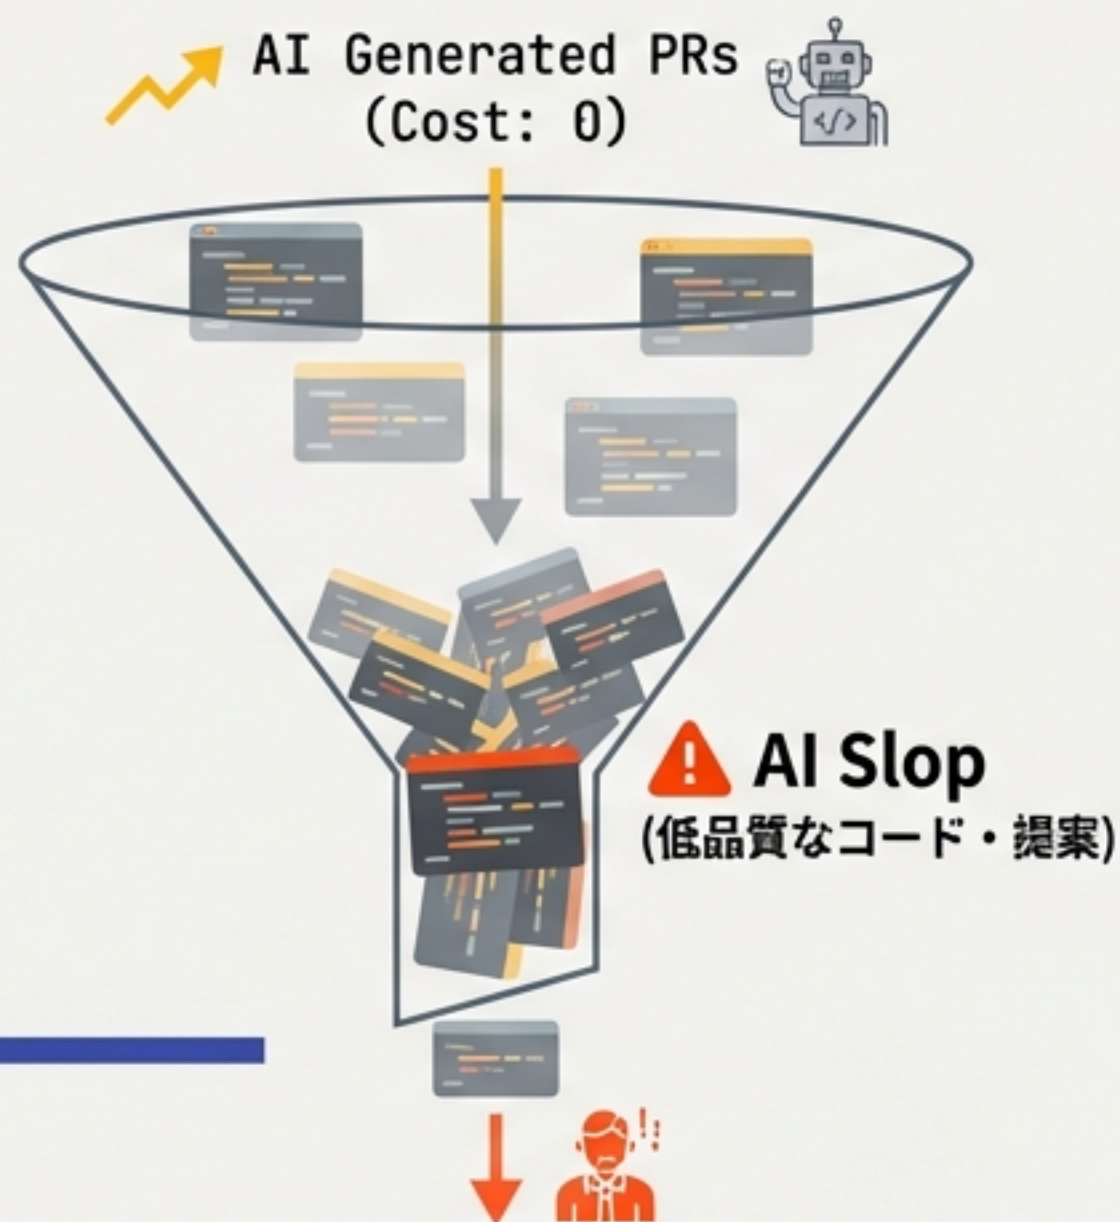 AI Generated PRs
(Cost: 0)
</>
AI Slop
(低品質なコード・提案)